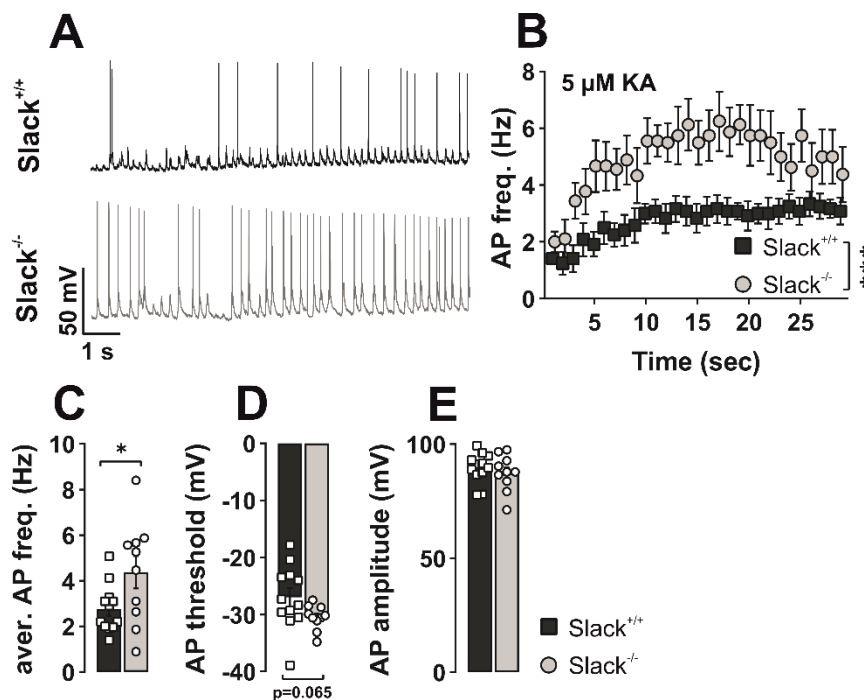 A
Slack+/+
Slack-/-
50 mV
1 s
B
5 µM KA
AP freq. (Hz)
8
6
4
2
0
5
10
15
20
25
Time (sec)
Slack+/+
Slack-/-
***
C
aver. AP freq. (Hz)
10
8
6
4
2
0
*
D
AP threshold (mV)
0
-10
-20
-30
-40
p=0.065
E
AP amplitude (mV)
100
50
0
Slack+/+
Slack-/-